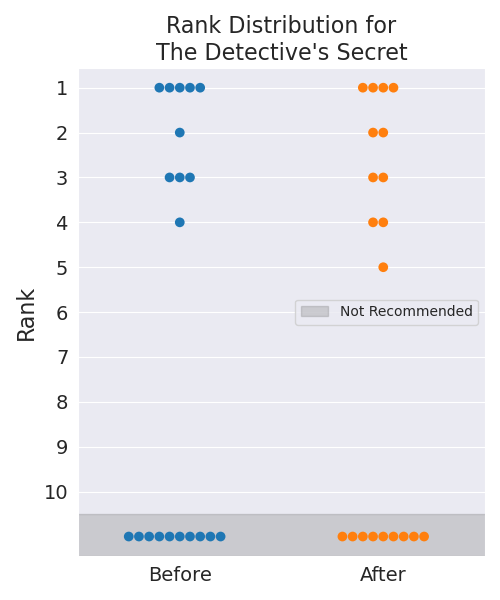 Rank Distribution for
The Detective's Secret
Rank
1
2
3
4
5
6
7
8
9
10
Not Recommended
Before
After